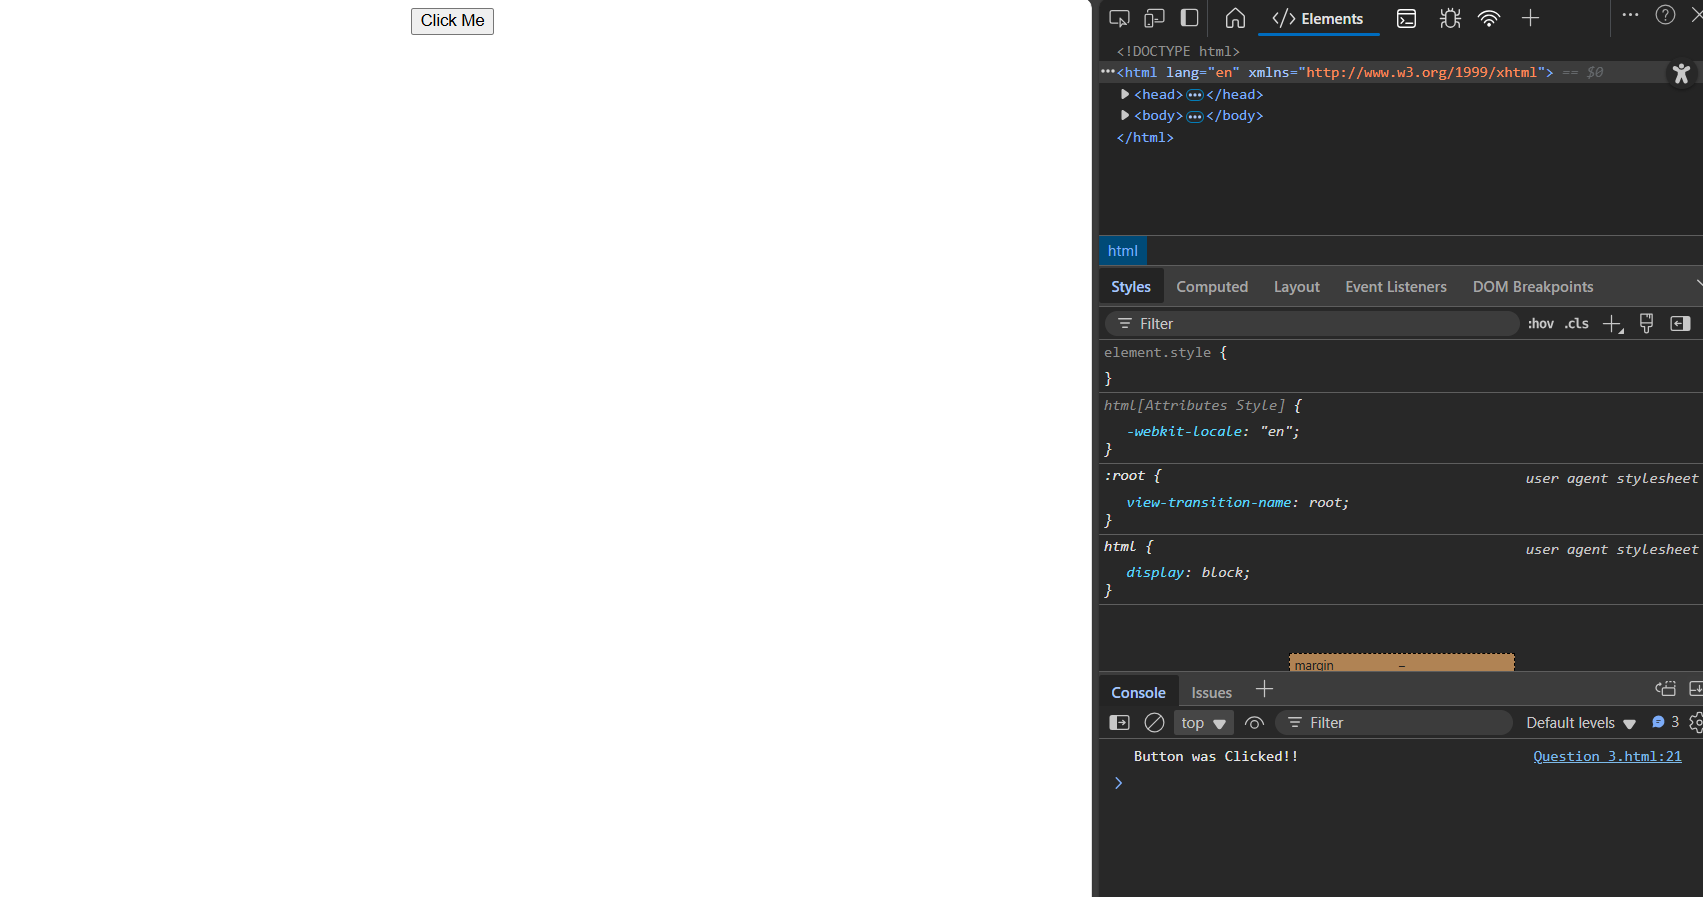 Click Me
Elements
<!DOCTYPE html>
<html lang="en" xmlns="http://www.w3.org/1999/xhtml"> == $0
<head> </head>
<body> </body>
</html>
html
Styles Computed Layout Event Listeners DOM Breakpoints
Filter :hov .cls
element.style {
}
html[Attributes Style] {
-webkit-locale: "en";
}
:root { user agent stylesheet
view-transition-name: root;
}
html { user agent stylesheet
display: block;
}
margin –
Console Issues
top Filter Default levels 3
Button was Clicked!! Question 3.html:21